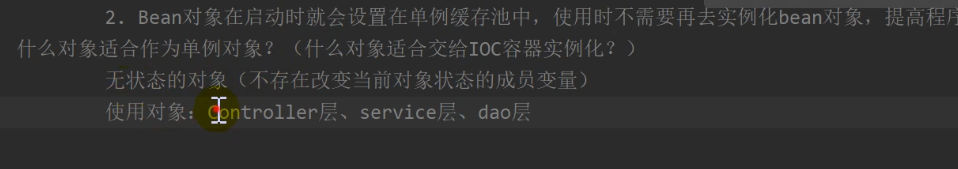 2. Bean对象在启动时就会设置在单例缓存池中，使用时不需要再去实例化bean对象，提高程序
什么对象适合作为单例对象？（什么对象适合交给IOC容器实例化？）
无状态的对象（不存在改变当前对象状态的成员变量）
使用对象：Controller层、service层、dao层